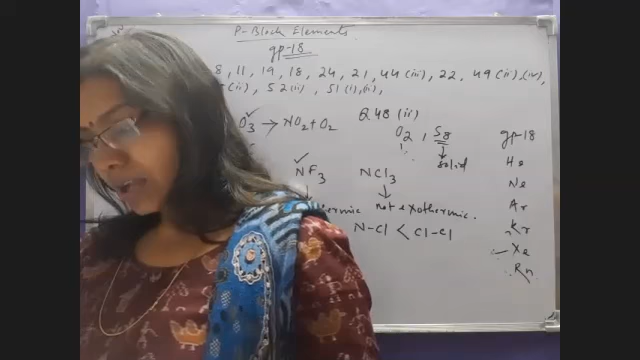 P-Block Elements
gp-18
8, 11, 19, 18, 24, 21, 44(iii), 22, 49(ii),(iv),
(ii), 52(ii), 51(i),(ii),
O3 → NO2 + O2
Q.48 (ii)
O2, S8
solid
NF3 NCl3
not exothermic.
N-Cl < Cl-Cl
gp-18
He
Ne
Ar
Kr
Xe
Rn